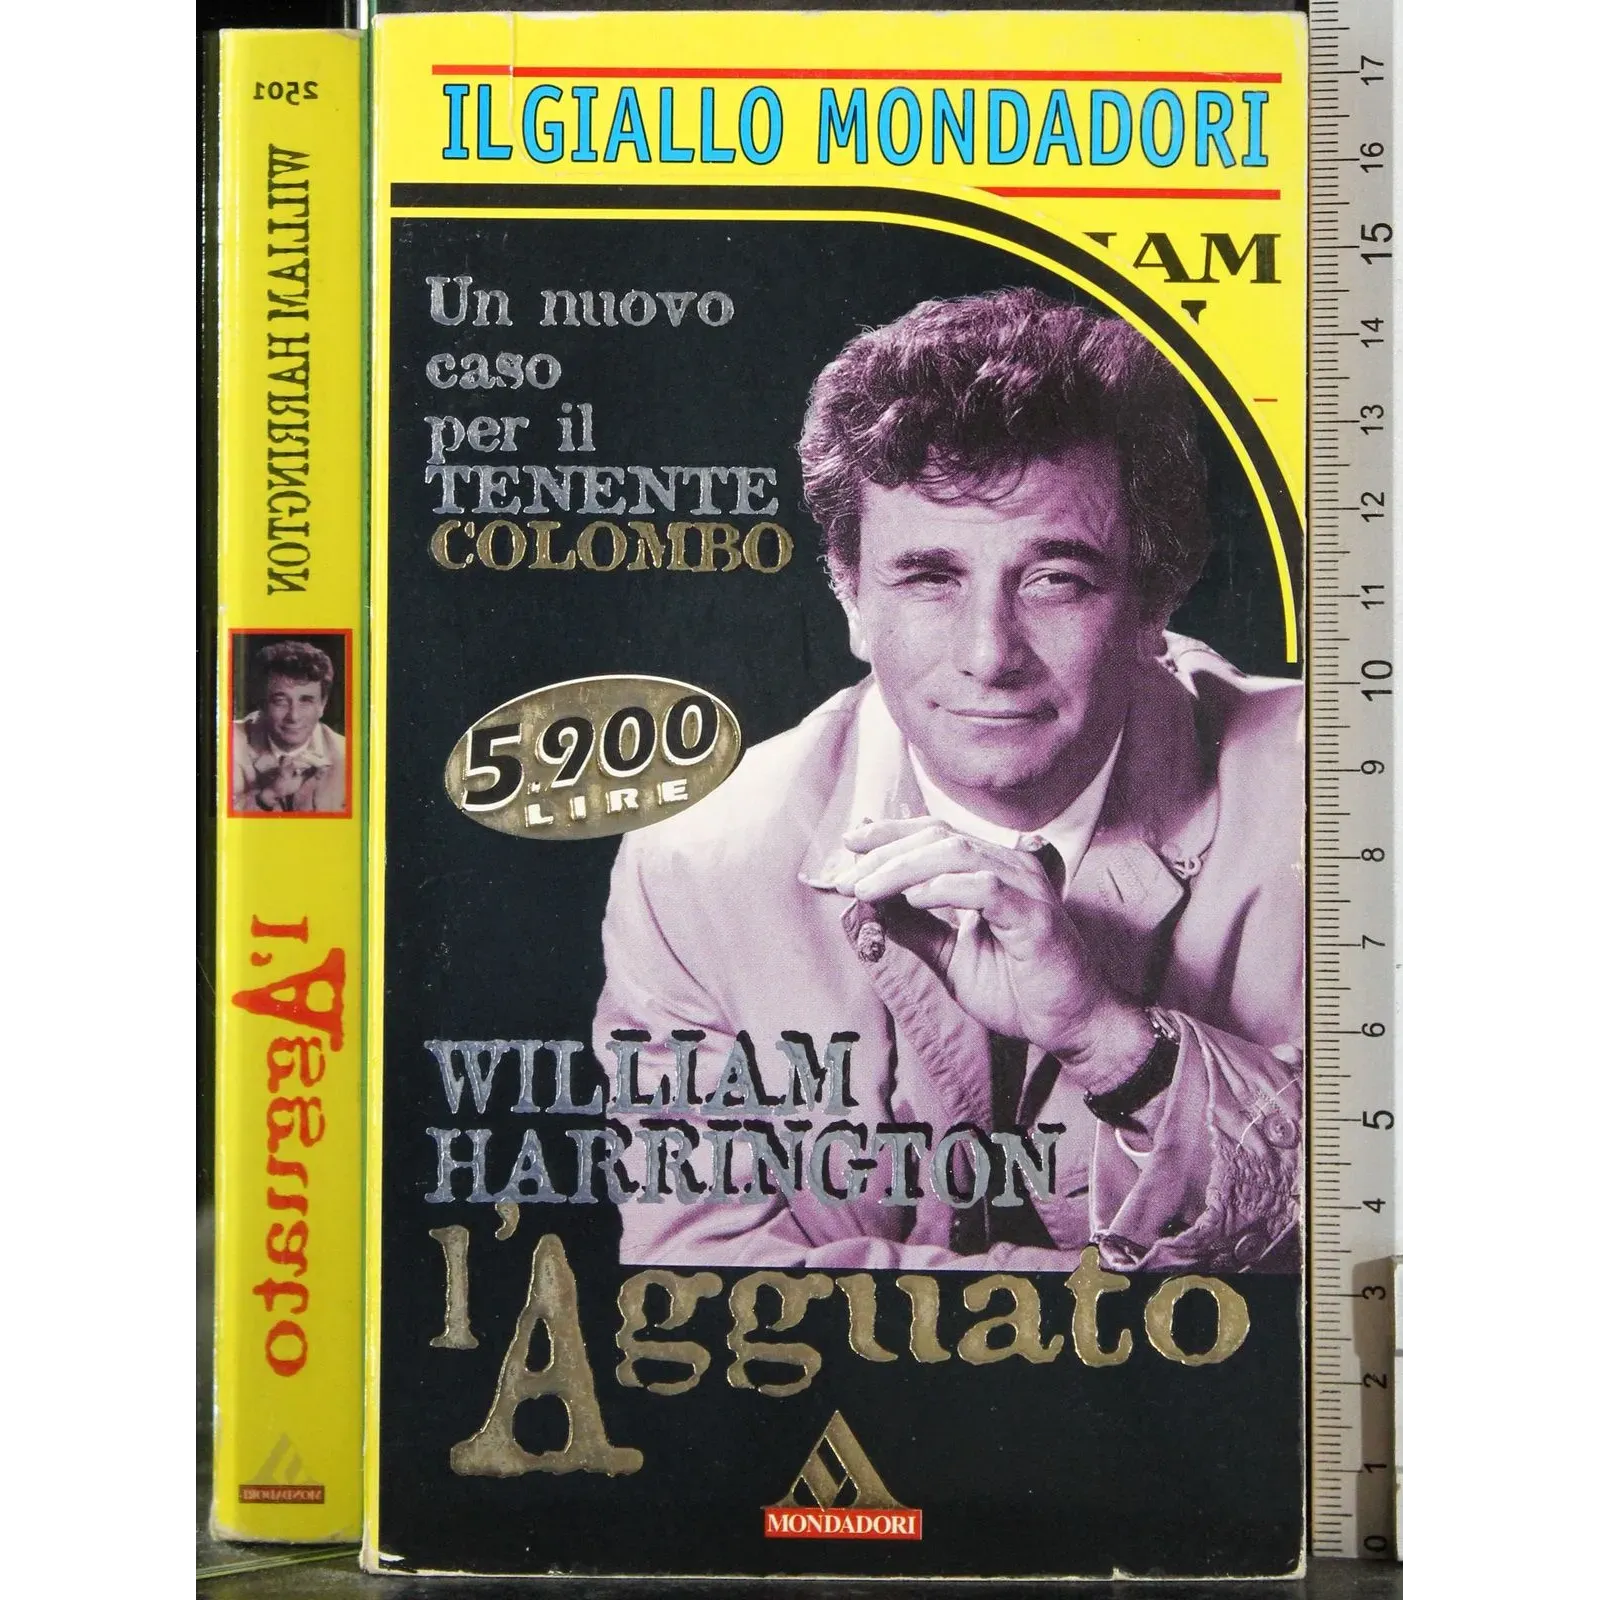 2501
WILLIAM HARRINGTON
l'Agguato
MONDADORI
IL GIALLO MONDADORI
IAM
Un nuovo
caso
per il
TENENTE
COLOMBO
5.900
LIRE
WILLIAM
HARRINGTON
l'Agguato
MONDADORI
17
16
15
14
13
12
11
10
9
8
7
6
5
4
3
2
1
0